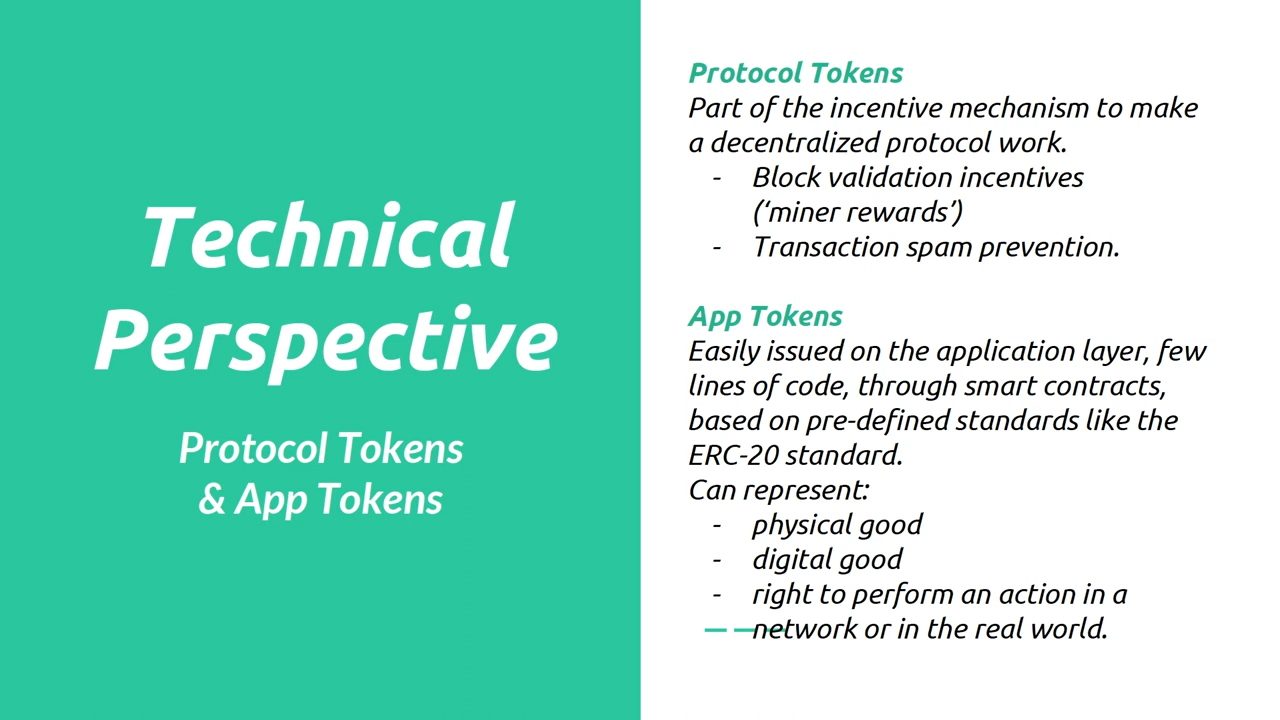 Technical
Perspective
Protocol Tokens
& App Tokens
Protocol Tokens
Part of the incentive mechanism to make
a decentralized protocol work.
- Block validation incentives
(‘miner rewards’)
- Transaction spam prevention.
App Tokens
Easily issued on the application layer, few
lines of code, through smart contracts,
based on pre-defined standards like the
ERC-20 standard.
Can represent:
- physical good
- digital good
- right to perform an action in a
network or in the real world.